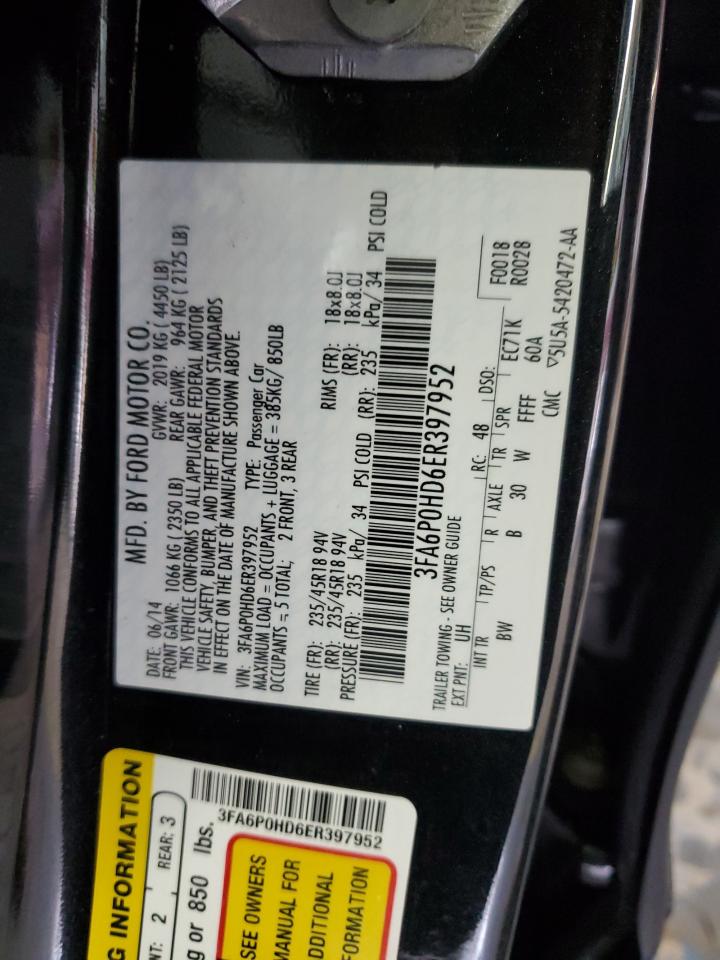 MFD. BY FORD MOTOR CO.
DATE: 06/14 GVWR: 2019 KG ( 4450 LB)
FRONT GAWR: 1066 KG ( 2350 LB) REAR GAWR: 964 KG ( 2125 LB)
THIS VEHICLE CONFORMS TO ALL APPLICABLE FEDERAL MOTOR
VEHICLE SAFETY, BUMPER, AND THEFT PREVENTION STANDARDS
IN EFFECT ON THE DATE OF MANUFACTURE SHOWN ABOVE.
VIN: 3FA6P0HD6ER397952 TYPE: Passenger Car
MAXIMUM LOAD = OCCUPANTS + LUGGAGE = 385KG/ 850LB
OCCUPANTS = 5 TOTAL; 2 FRONT, 3 REAR
TIRE (FR): 235/45R18 94V RIMS (FR): 18x8.0J
(RR): 235/45R18 94V (RR): 18x8.0J
PRESSURE (FR): 235 kPa/ 34 PSI COLD (RR): 235 kPa/ 34 PSI COLD
3FA6P0HD6ER397952
TRAILER TOWING - SEE OWNER GUIDE
EXT PNT: UH RC: 48 DSO: F0018
INT TR TP/PS R AXLE TR SPR EC71K R0028
BW B 30 W FFFF 60A
CMC ▽5U5A-5420472-AA
G INFORMATION
NT: 2 REAR: 3
g or 850 lbs.
3FA6P0HD6ER397952
SEE OWNERS
MANUAL FOR
DDITIONAL
FORMATION